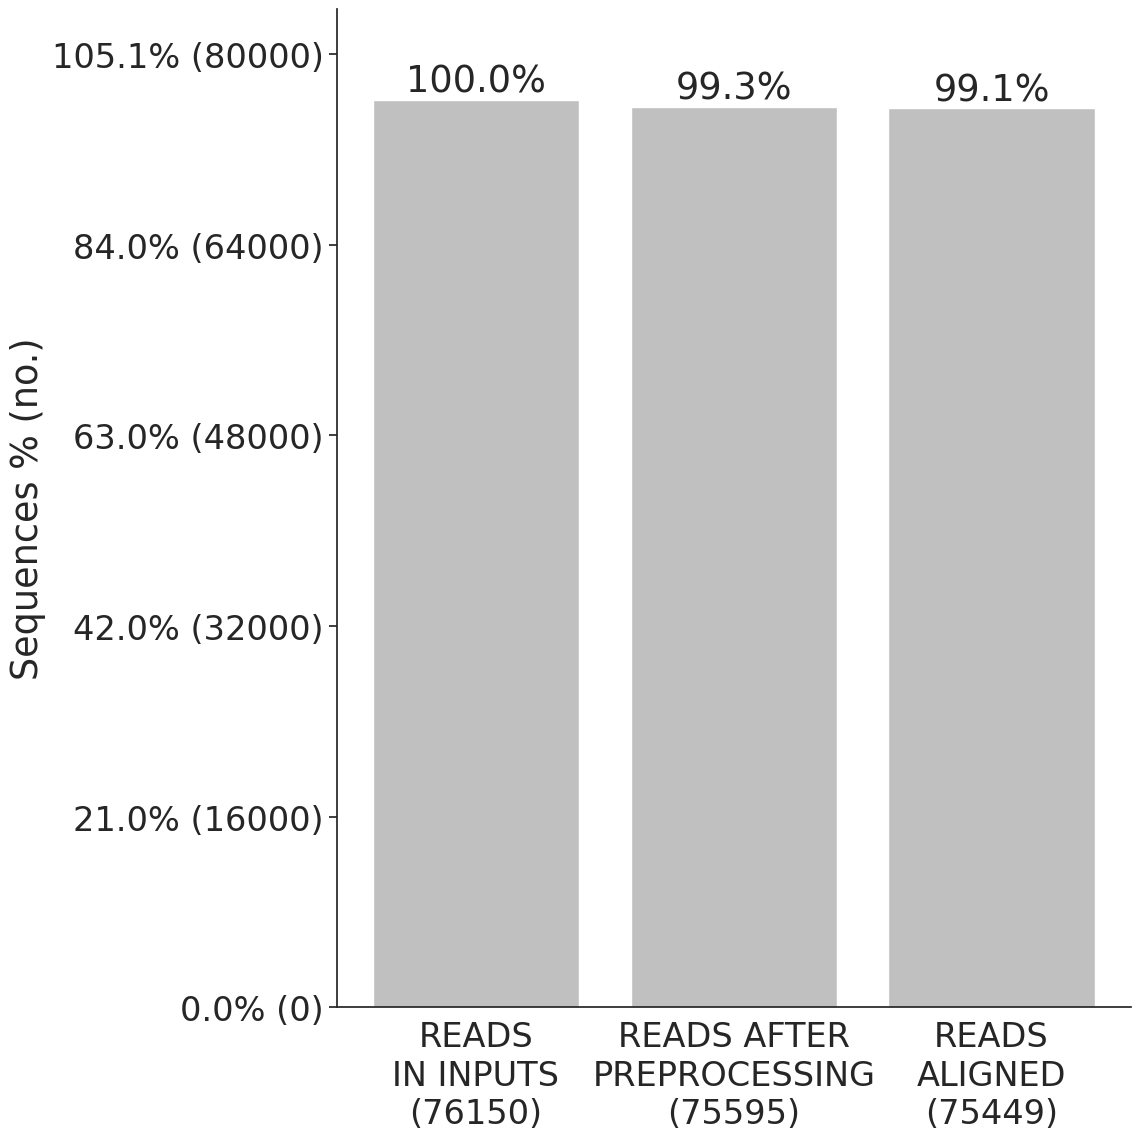 105.1% (80000)
84.0% (64000)
63.0% (48000)
42.0% (32000)
21.0% (16000)
0.0% (0)
Sequences % (no.)
100.0%
99.3%
99.1%
READS
IN INPUTS
(76150)
READS AFTER
PREPROCESSING
(75595)
READS
ALIGNED
(75449)